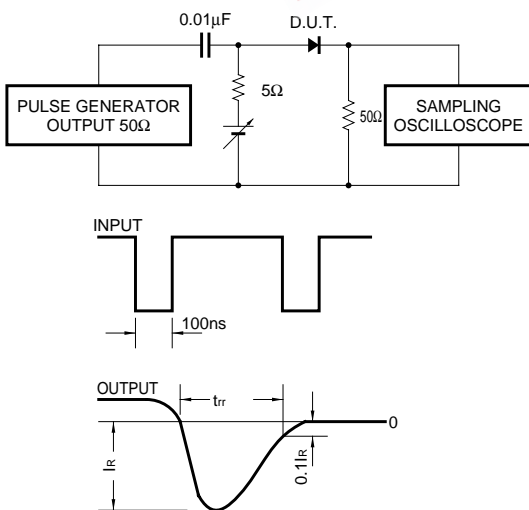 0.01μF
D.U.T.
5Ω
50Ω
PULSE GENERATOR
OUTPUT 50Ω
SAMPLING
OSCILLOSCOPE
INPUT
100ns
OUTPUT
trr
0
IR
0.1IR